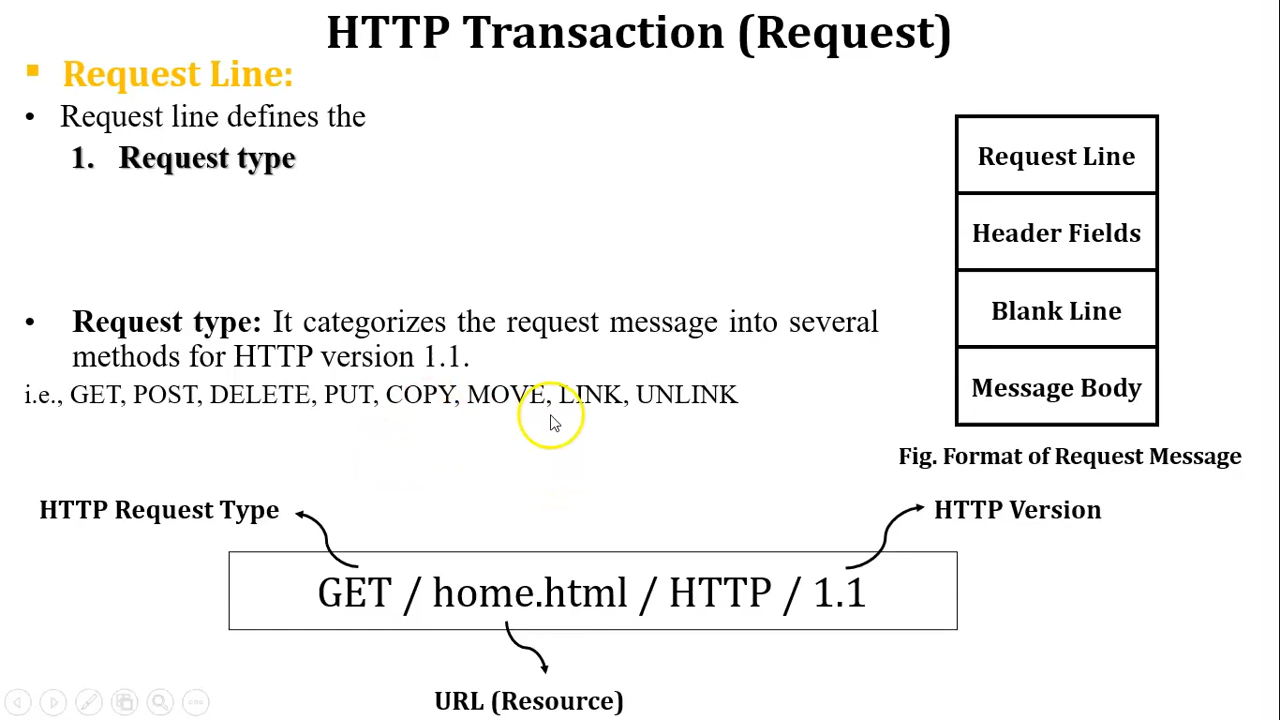 HTTP Transaction (Request)
▪ Request Line:
• Request line defines the
1. Request type
• Request type: It categorizes the request message into several
methods for HTTP version 1.1.
i.e., GET, POST, DELETE, PUT, COPY, MOVE, LINK, UNLINK
Request Line
Header Fields
Blank Line
Message Body
Fig. Format of Request Message
HTTP Request Type
HTTP Version
GET / home.html / HTTP / 1.1
URL (Resource)